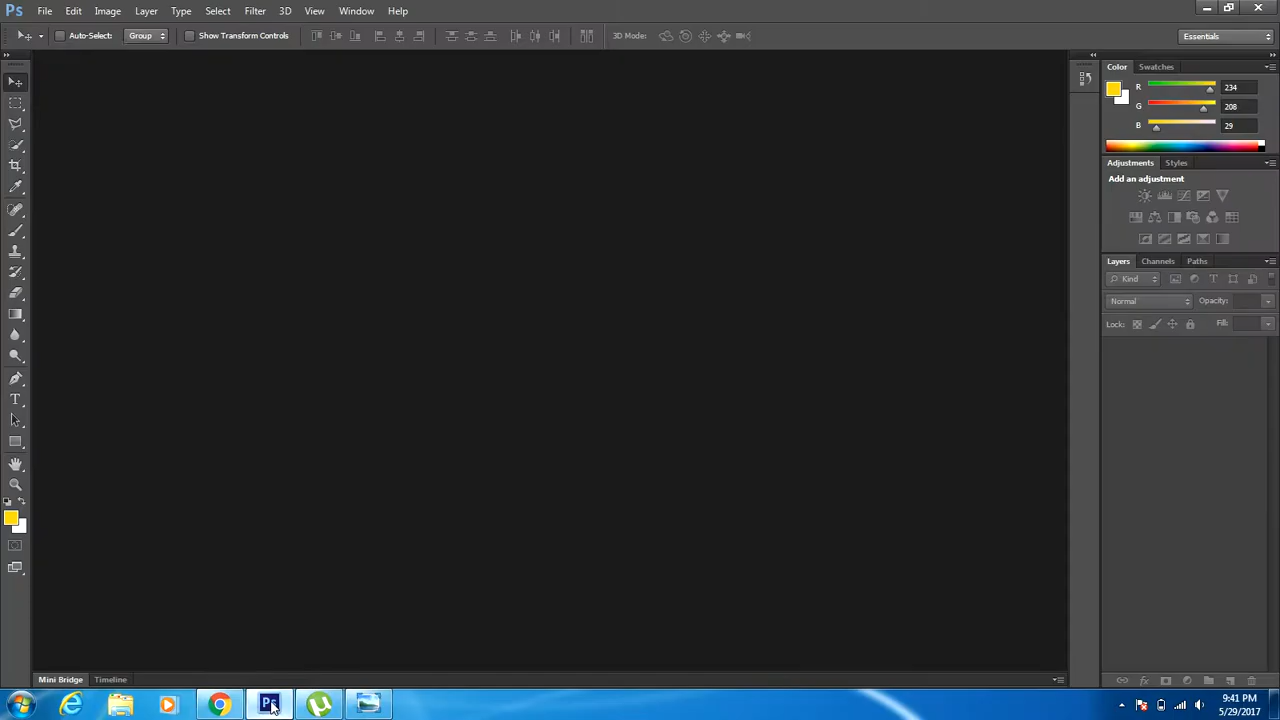 Ps File Edit Image Layer Type Select Filter 3D View Window Help
Auto-Select: Group Show Transform Controls 3D Mode: Essentials
Color Swatches
R 234
G 208
B 29
Adjustments Styles
Add an adjustment
Layers Channels Paths
Kind T
Normal Opacity:
Lock: Fill:
T
Mini Bridge Timeline
Ps 9:41 PM
5/29/2017